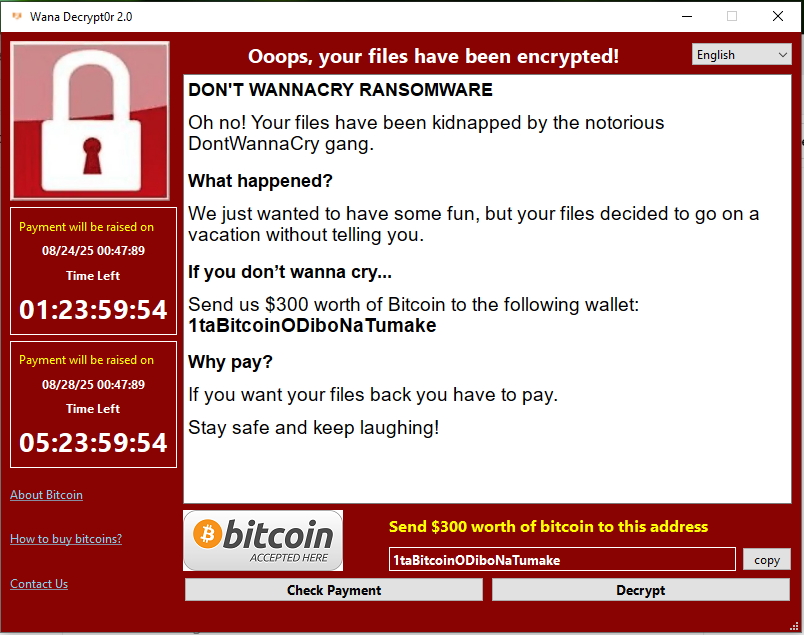 Wana Decrypt0r 2.0
Ooops, your files have been encrypted!
English
Payment will be raised on
08/24/25 00:47:89
Time Left
01:23:59:54
Payment will be raised on
08/28/25 00:47:89
Time Left
05:23:59:54
About Bitcoin
How to buy bitcoins?
Contact Us
DON'T WANNACRY RANSOMWARE
Oh no! Your files have been kidnapped by the notorious
DontWannaCry gang.
What happened?
We just wanted to have some fun, but your files decided to go on a
vacation without telling you.
If you don’t wanna cry...
Send us $300 worth of Bitcoin to the following wallet:
1taBitcoinODiboNaTumake
Why pay?
If you want your files back you have to pay.
Stay safe and keep laughing!
bitcoin
ACCEPTED HERE
Send $300 worth of bitcoin to this address
1taBitcoinODiboNaTumake
copy
Check Payment
Decrypt